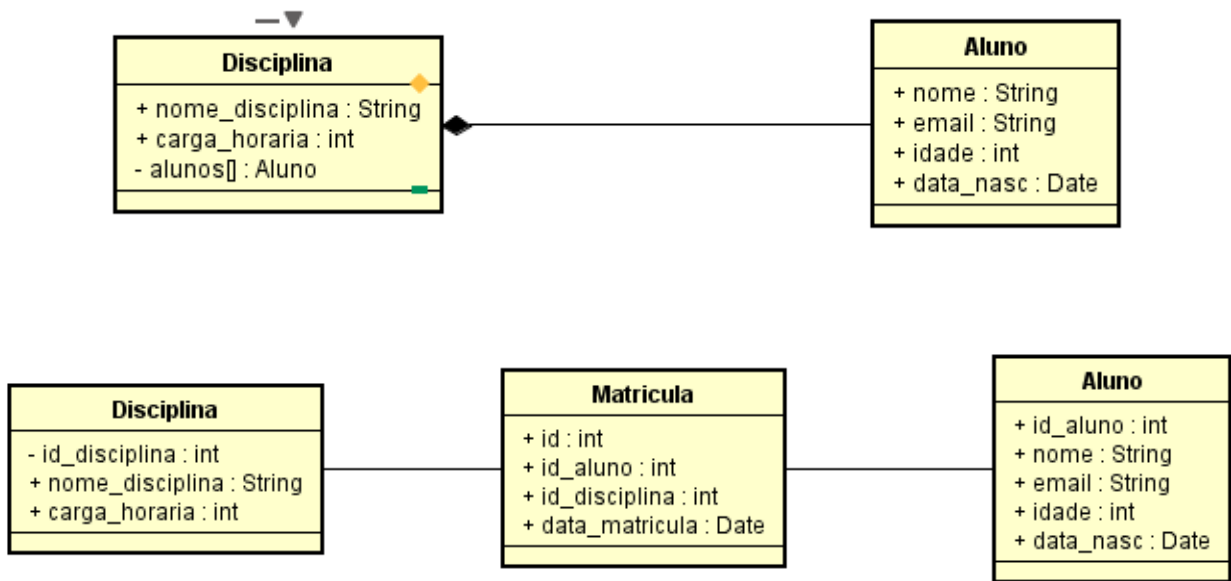 Disciplina
+ nome_disciplina : String
+ carga_horaria : int
- alunos[] : Aluno
Aluno
+ nome : String
+ email : String
+ idade : int
+ data_nasc : Date
Disciplina
- id_disciplina : int
+ nome_disciplina : String
+ carga_horaria : int
Matricula
+ id : int
+ id_aluno : int
+ id_disciplina : int
+ data_matricula : Date
Aluno
+ id_aluno : int
+ nome : String
+ email : String
+ idade : int
+ data_nasc : Date